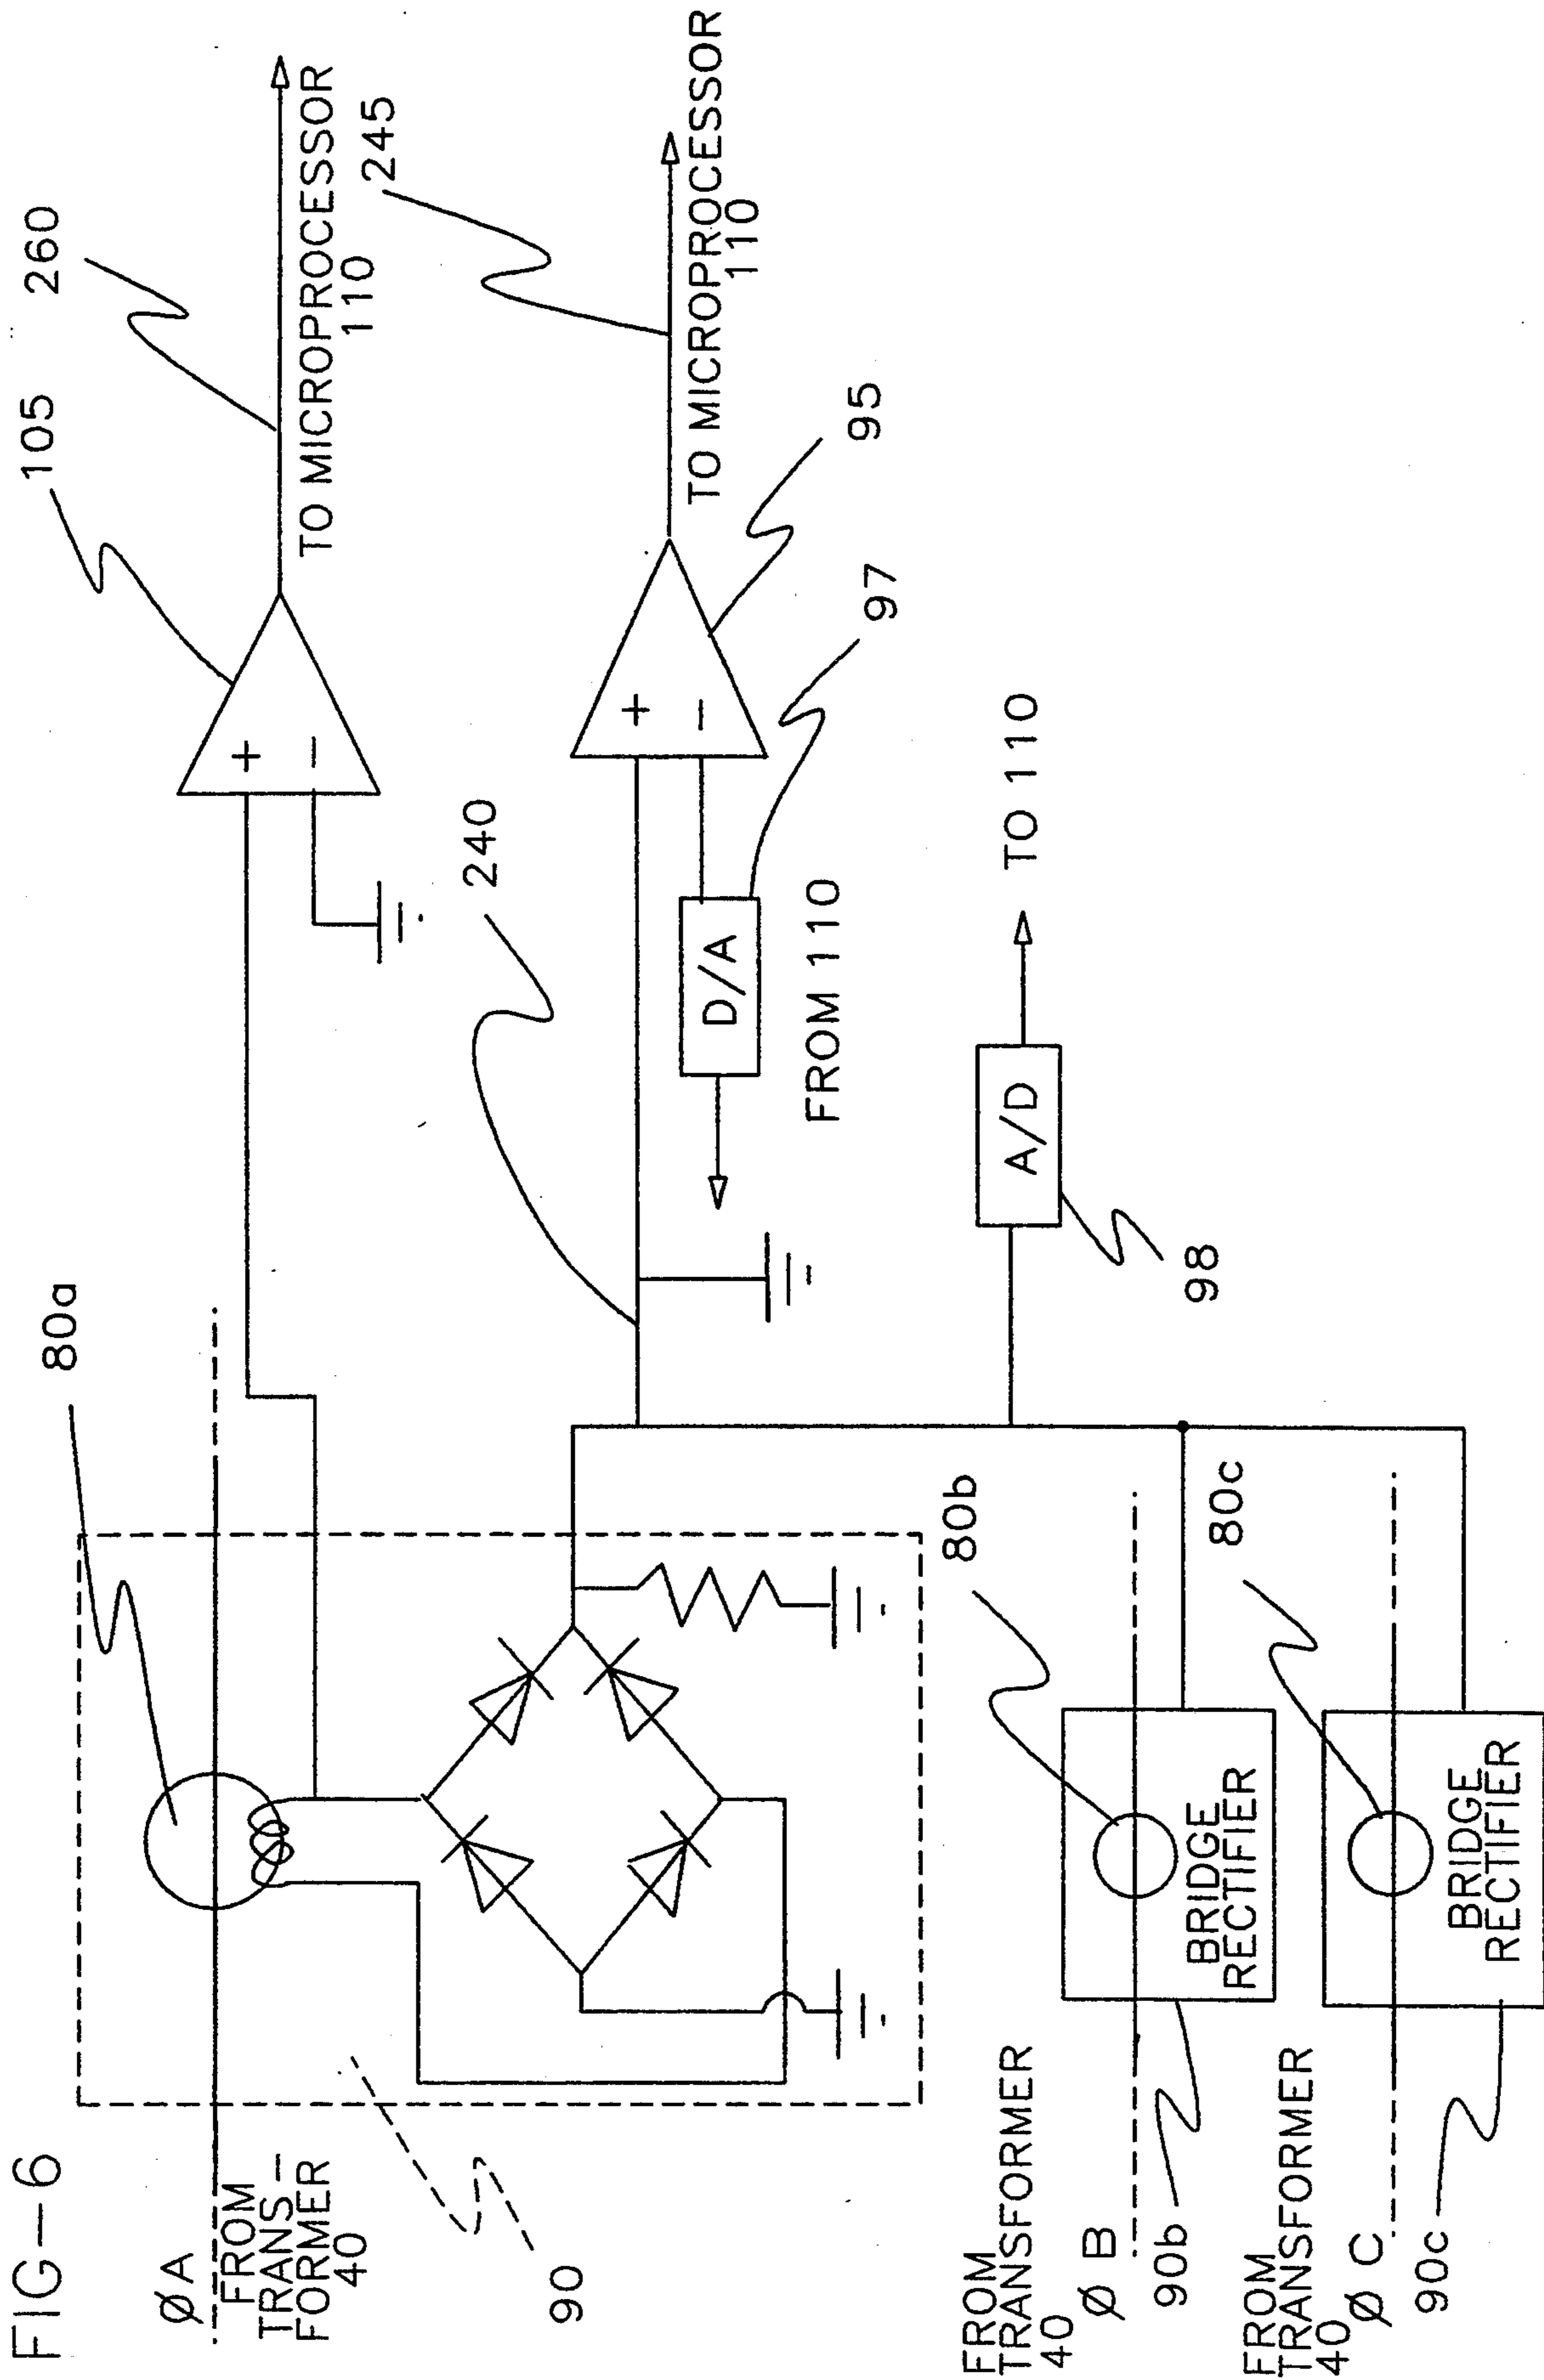 FIG-6
ØA
FROM
TRANS-
FORMER
40
90
80a
105
260
TO MICROPROCESSOR
110
245
TO MICROPROCESSOR
110
+
-
+
-
95
97
240
D/A
FROM 110
A/D
TO 110
98
FROM
TRANSFORMER
40
Ø B
90b
80b
BRIDGE
RECTIFIER
FROM
TRANSFORMER
40
Ø C
90c
80c
BRIDGE
RECTIFIER